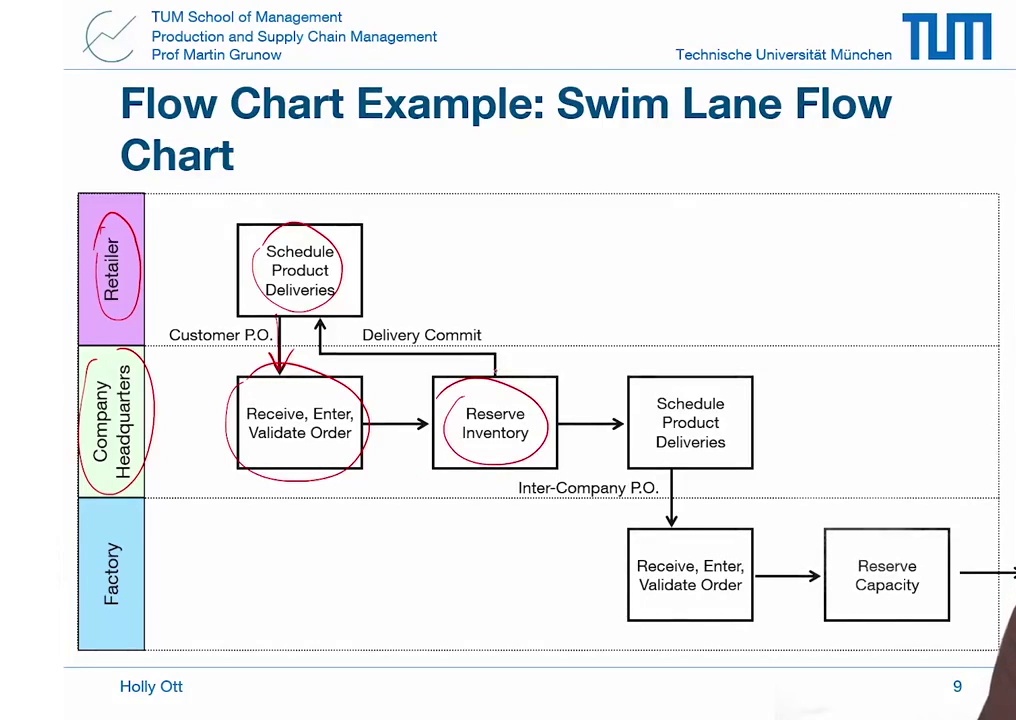 TUM School of Management
Production and Supply Chain Management
Prof Martin Grunow
Technische Universität München
TUM
Flow Chart Example: Swim Lane Flow
Chart
Retailer
Schedule
Product
Deliveries
Customer P.O.
Delivery Commit
Company
Headquarters
Receive, Enter,
Validate Order
Reserve
Inventory
Schedule
Product
Deliveries
Inter-Company P.O.
Factory
Receive, Enter,
Validate Order
Reserve
Capacity
Holly Ott
9